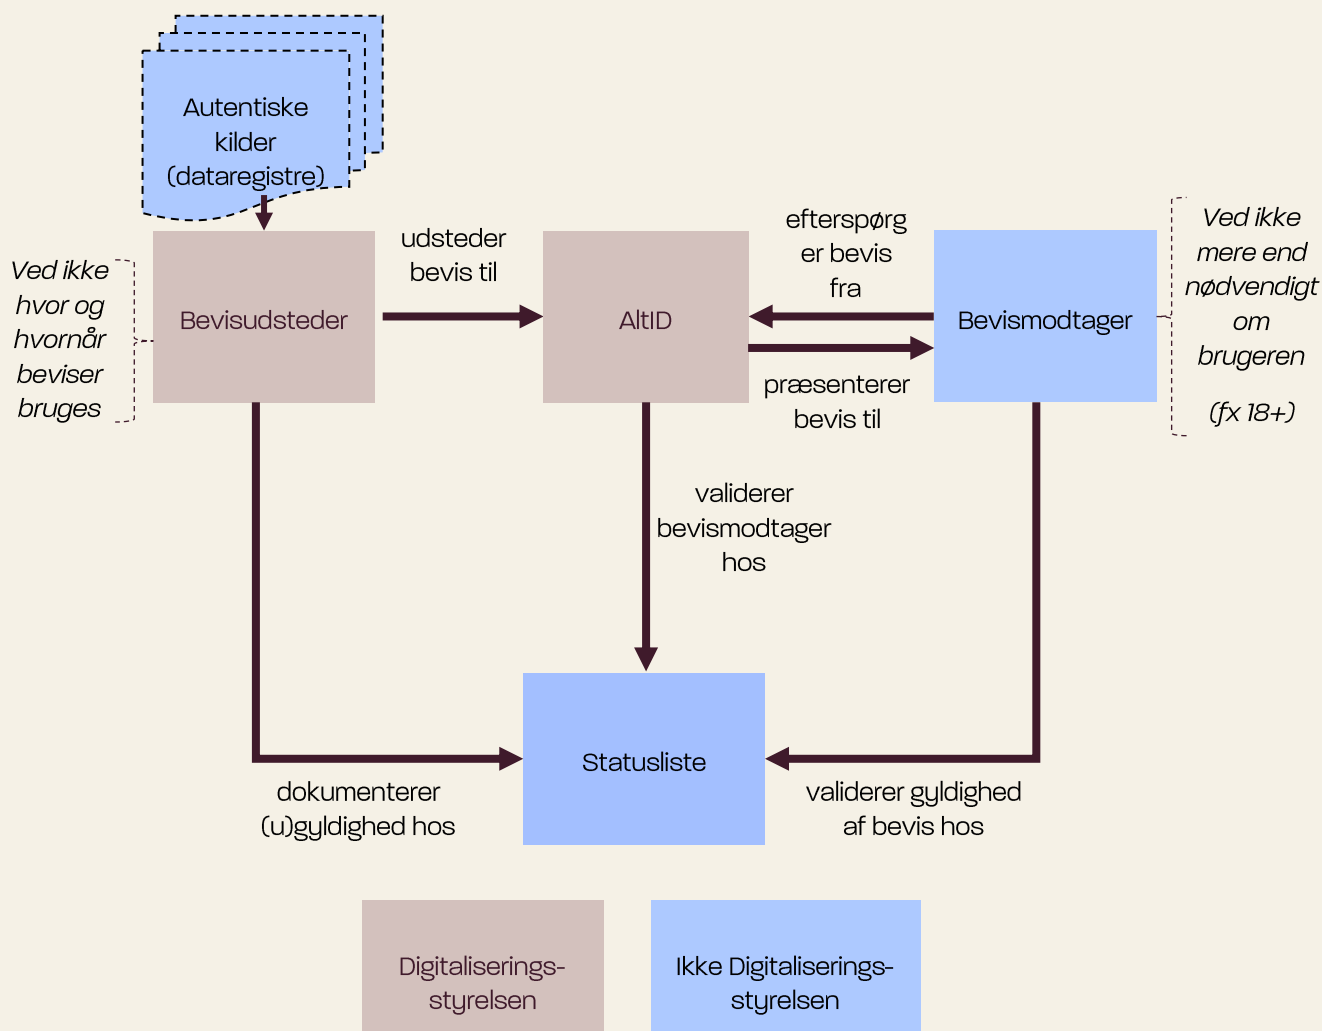 Autentiske
kilder
(dataregistre)
Ved ikke
hvor og
hvornår
beviser
bruges
Bevisudsteder
udsteder
bevis til
AltID
efterspørg
er bevis
fra
præsenterer
bevis til
Bevismodtager
Ved ikke
mere end
nødvendigt
om
brugeren
(fx 18+)
validerer
bevismodtager
hos
Statusliste
dokumenterer
(u)gyldighed hos
validerer gyldighed
af bevis hos
Digitaliserings-
styrelsen
Ikke Digitaliserings-
styrelsen